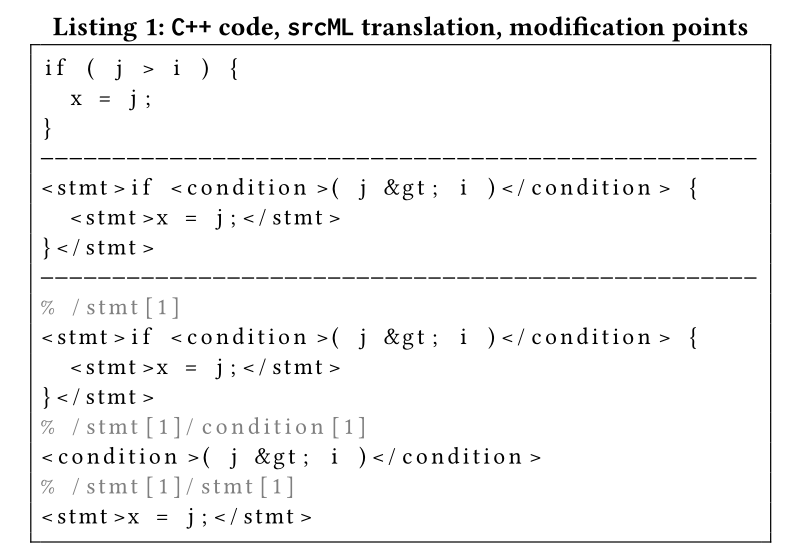 Listing 1: C++ code, srcML translation, modification points
if ( j > i ) {
  x = j;
}
<stmt>if <condition>( j &gt; i )</condition> {
  <stmt>x = j;</stmt>
}</stmt>
% /stmt[1]
<stmt>if <condition>( j &gt; i )</condition> {
  <stmt>x = j;</stmt>
}</stmt>
% /stmt[1]/condition[1]
<condition>( j &gt; i )</condition>
% /stmt[1]/stmt[1]
<stmt>x = j;</stmt>